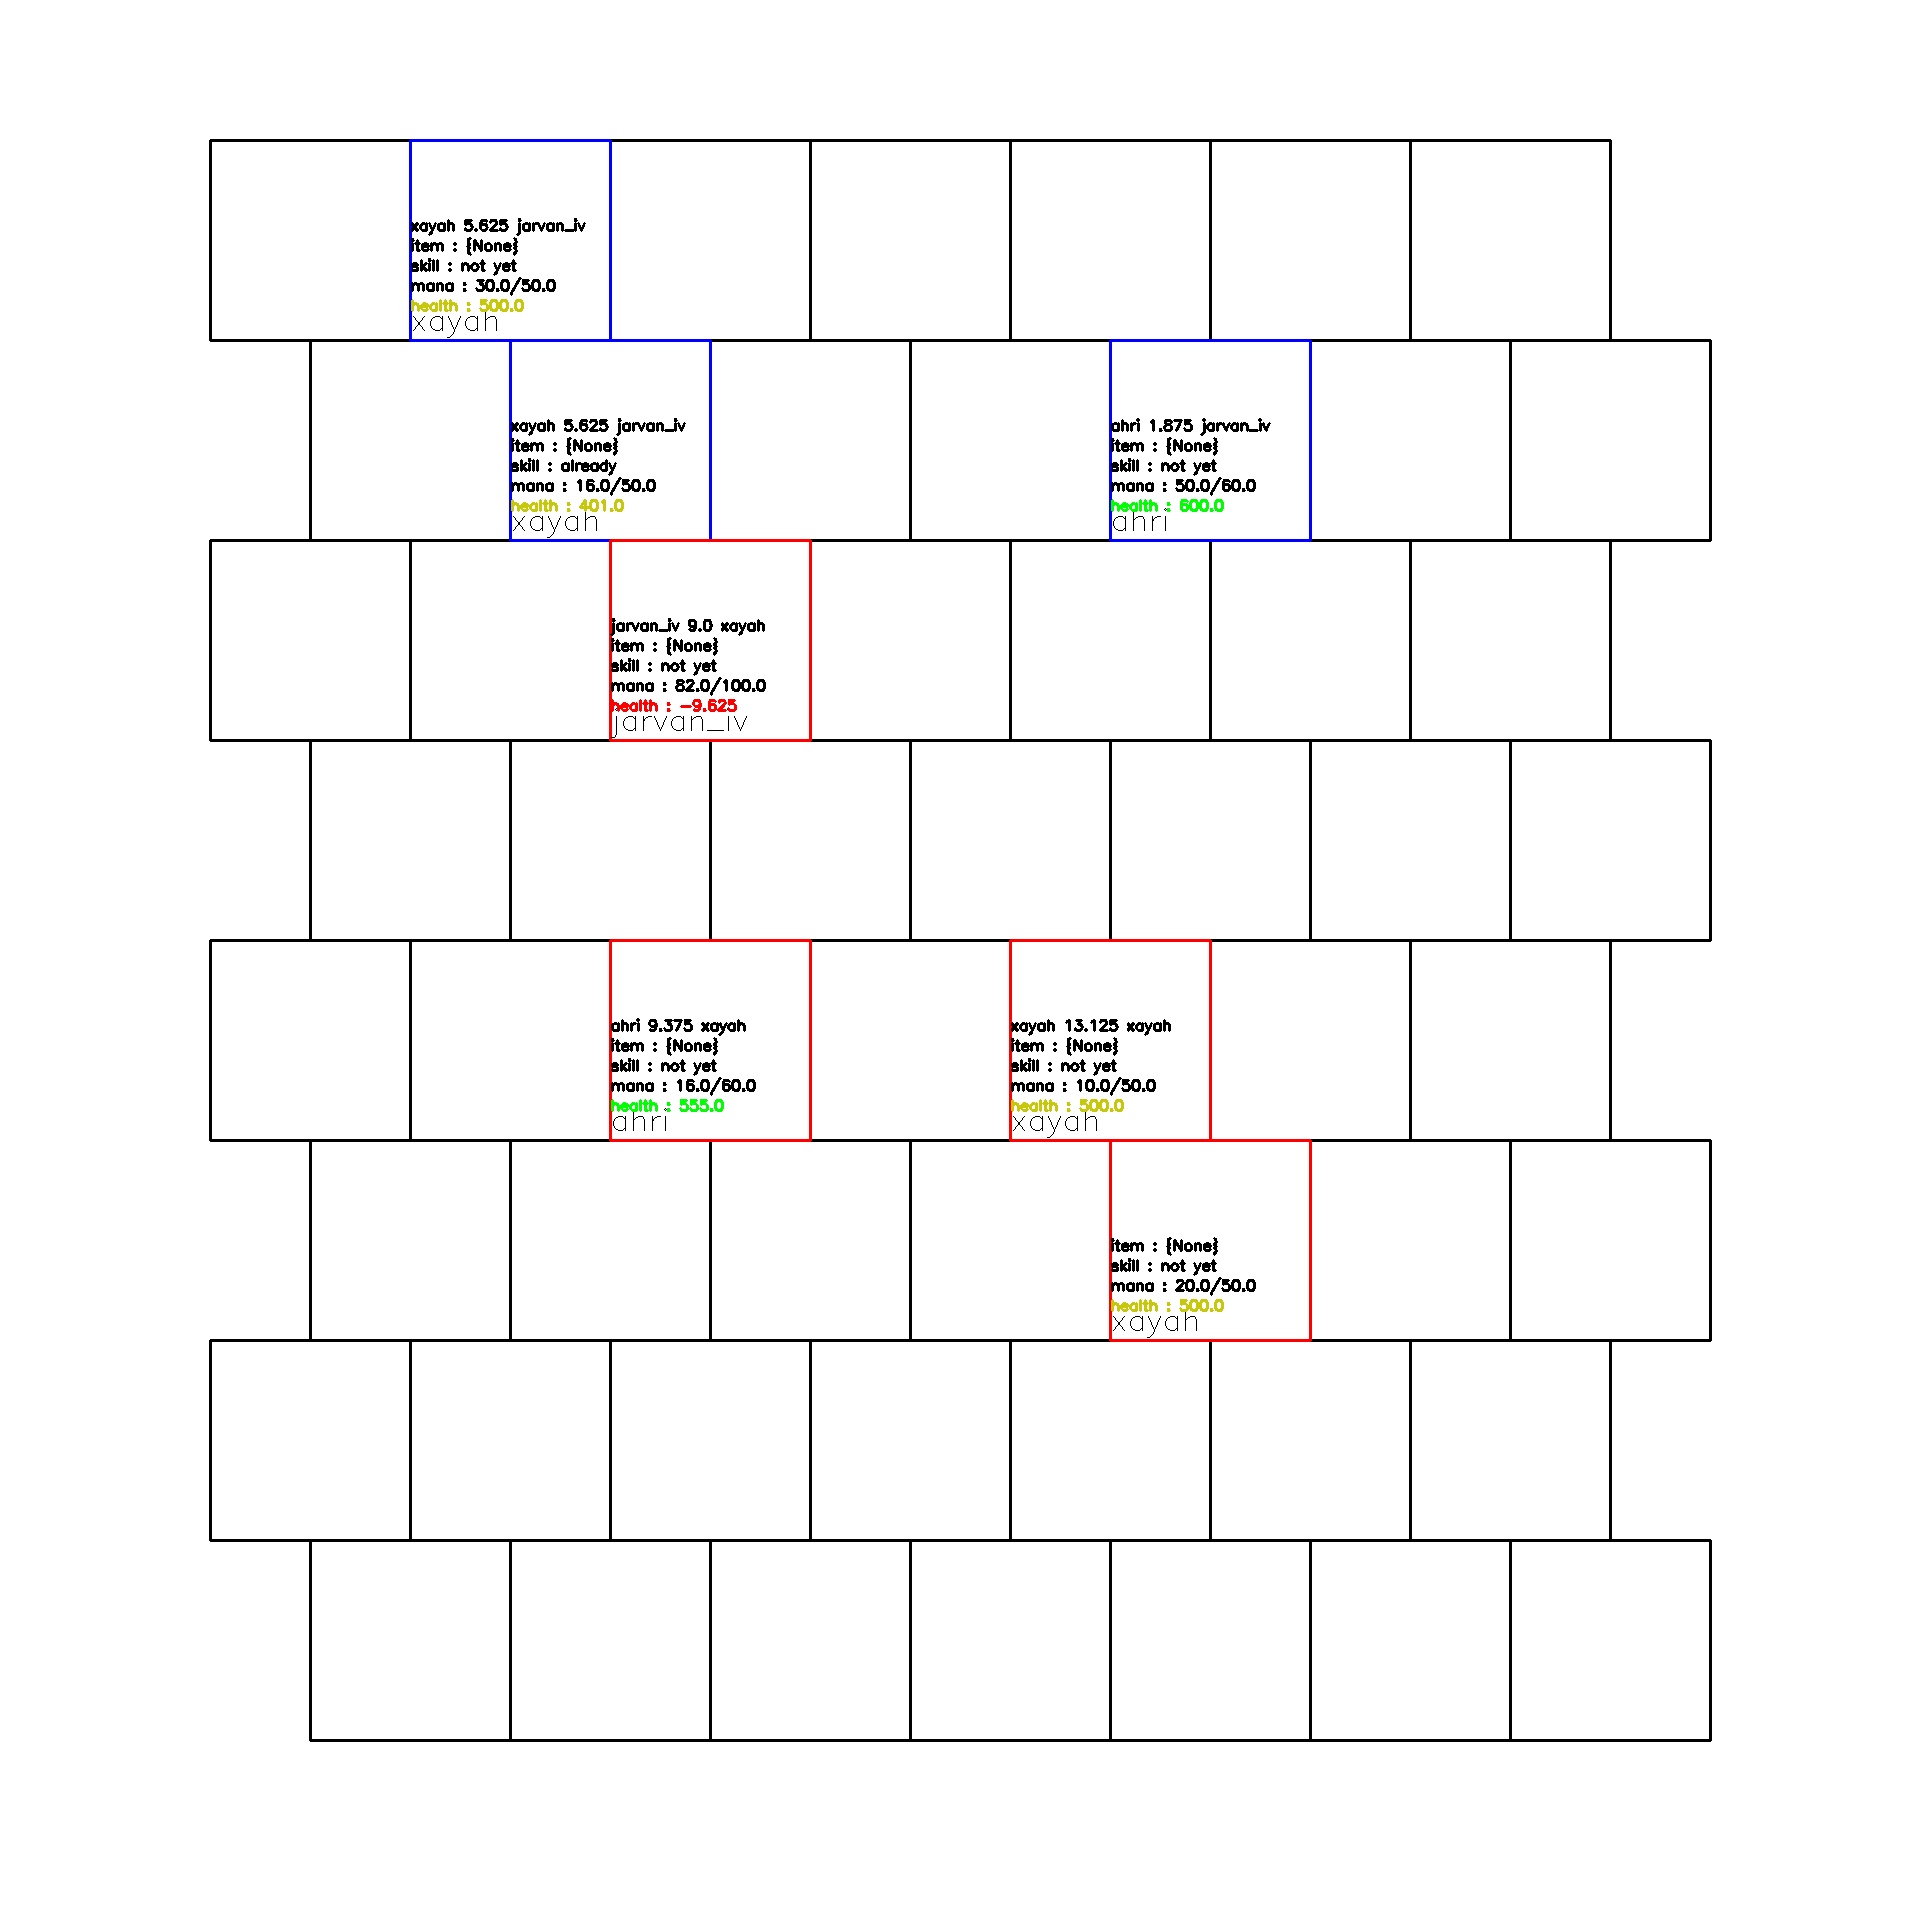 xayah 5.625 jarvan_iv
item : {None}
skill : not yet
mana : 30.0/50.0
health : 500.0
xayah
xayah 5.625 jarvan_iv
item : {None}
skill : already
mana : 16.0/50.0
health : 401.0
xayah
ahri 1.875 jarvan_iv
item : {None}
skill : not yet
mana : 50.0/60.0
health : 600.0
ahri
jarvan_iv 9.0 xayah
item : {None}
skill : not yet
mana : 82.0/100.0
health : -9.625
jarvan_iv
ahri 9.375 xayah
item : {None}
skill : not yet
mana : 16.0/60.0
health : 555.0
ahri
xayah 13.125 xayah
item : {None}
skill : not yet
mana : 10.0/50.0
health : 500.0
xayah
item : {None}
skill : not yet
mana : 20.0/50.0
health : 500.0
xayah